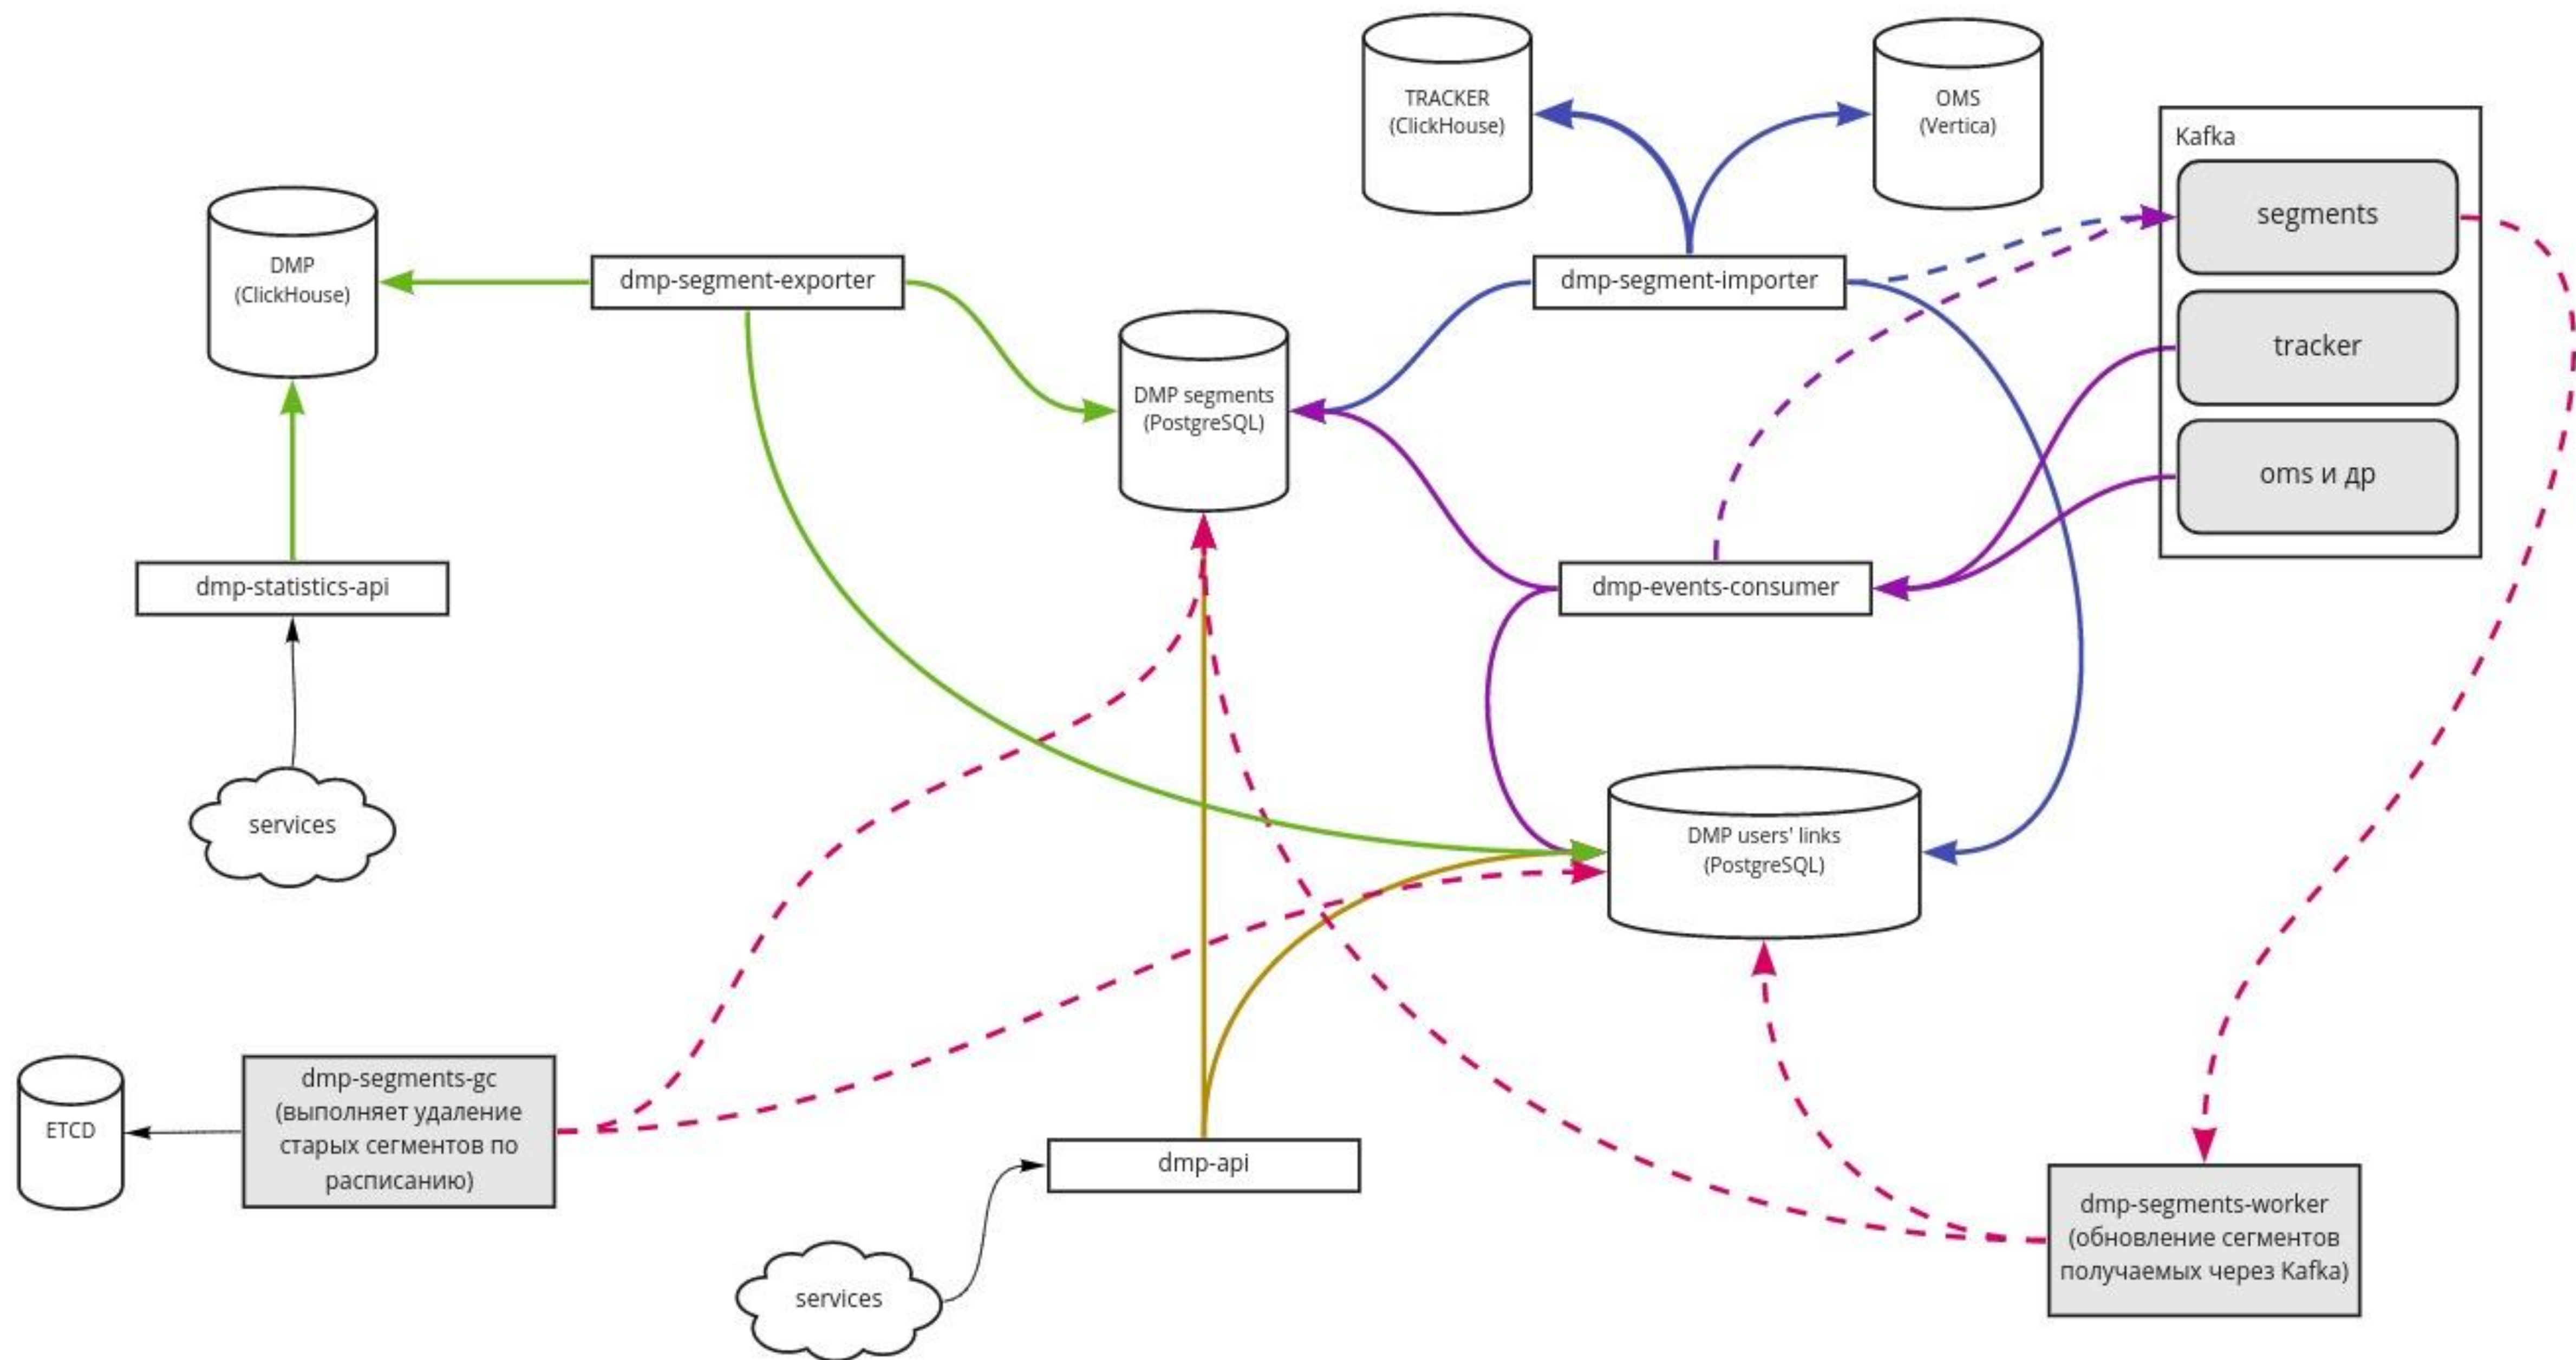 TRACKER
(ClickHouse)
OMS
(Vertica)
Kafka
segments
tracker
oms и др
DMP
(ClickHouse)
dmp-segment-exporter
dmp-segment-importer
DMP segments
(PostgreSQL)
dmp-statistics-api
dmp-events-consumer
services
DMP users' links
(PostgreSQL)
ETCD
dmp-segments-gc
(выполняет удаление
старых сегментов по
расписанию)
dmp-api
services
dmp-segments-worker
(обновление сегментов
получаемых через Kafka)